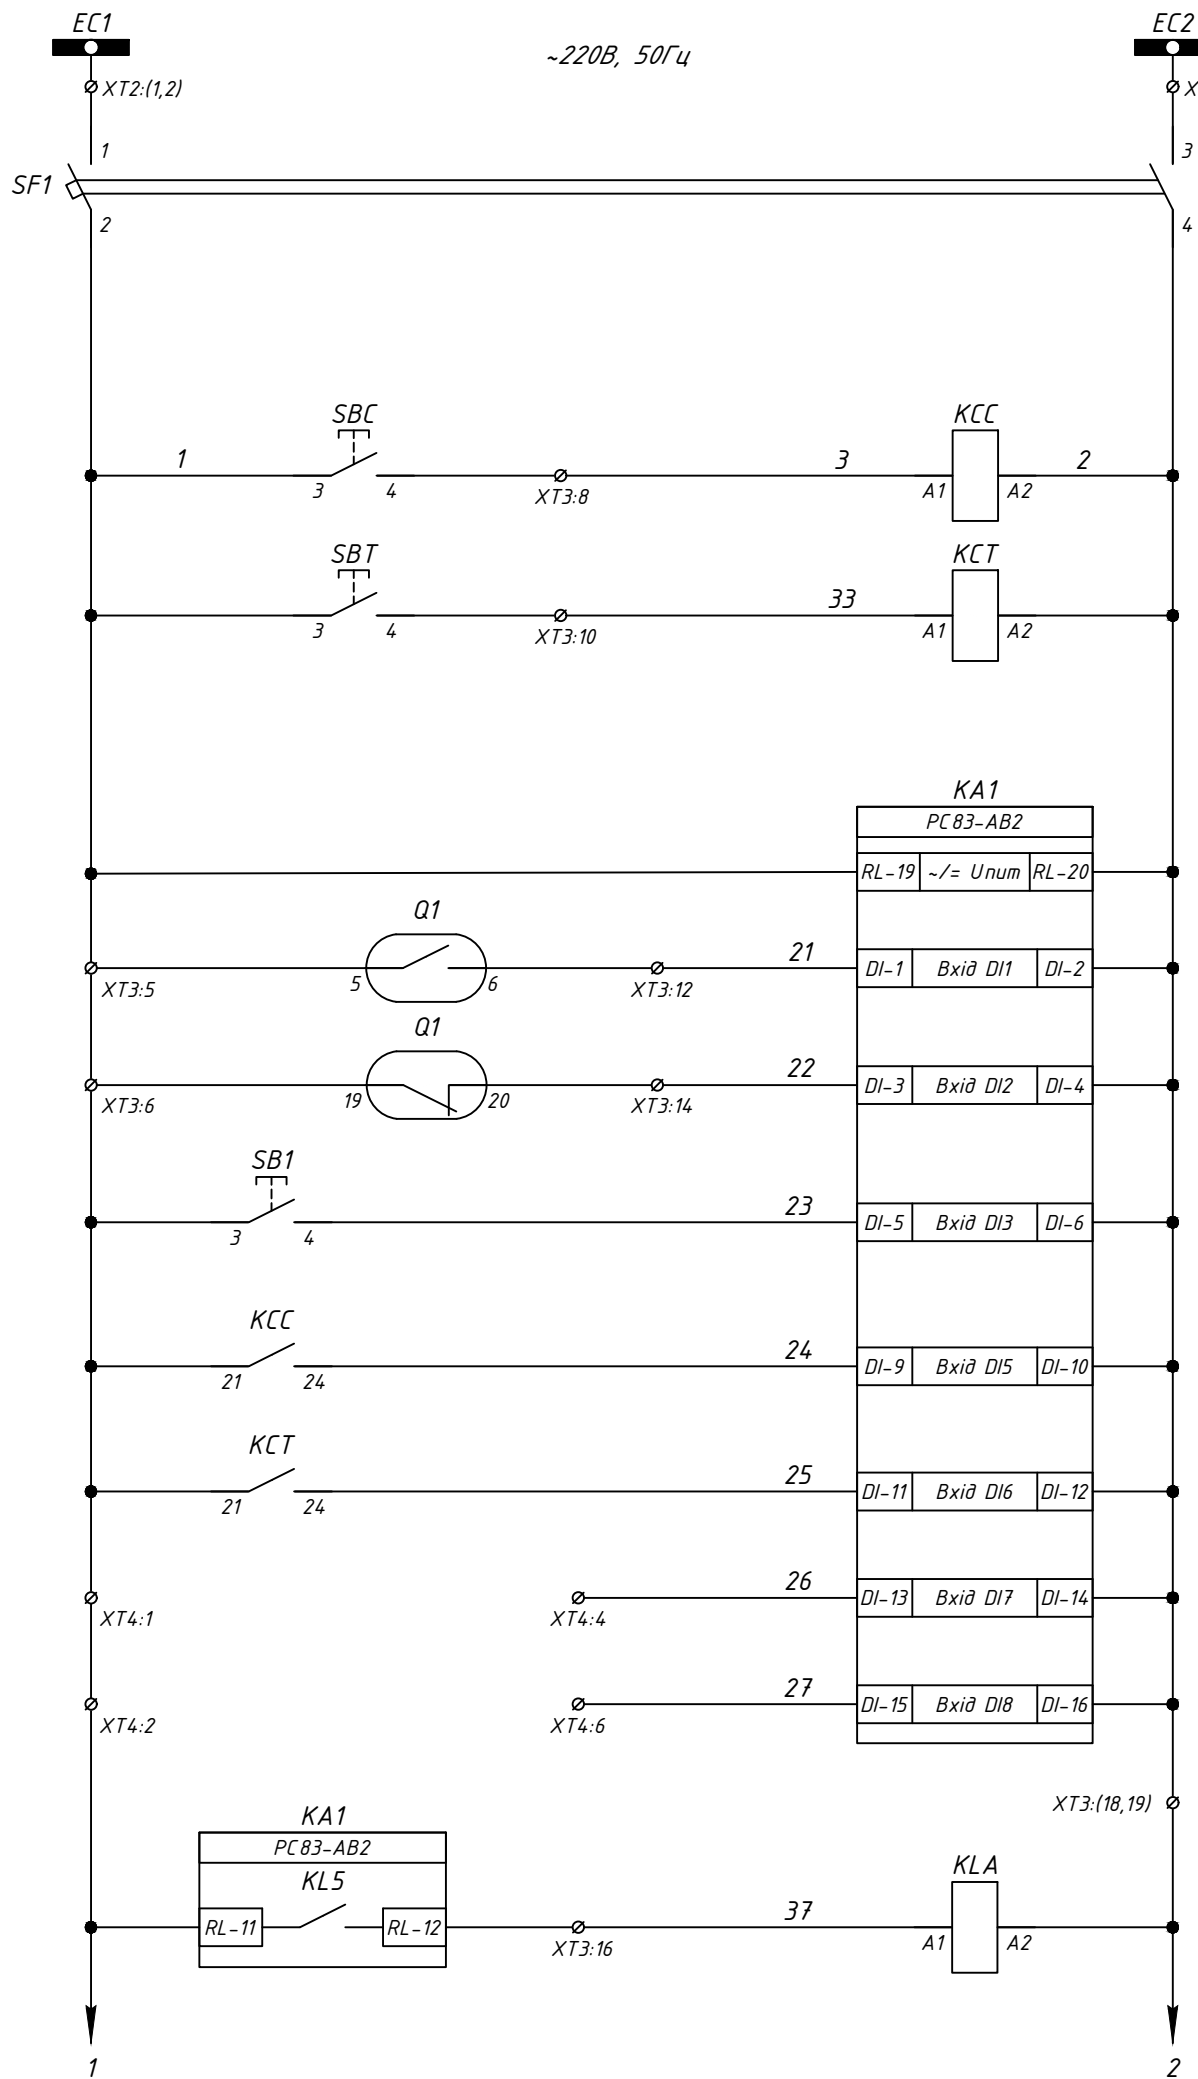 EC1
EC2
~220В, 50Гц
XT2:(1,2)
X
1
3
SF1
2
4
SBC
KCC
1
3
2
3
4
XT3:8
A1
A2
SBT
KCT
33
3
4
XT3:10
A1
A2
KA1
РС83-АВ2
RL-19
~/= Uпит
RL-20
Q1
21
DI-1
Вхід DI1
DI-2
XT3:5
5
6
XT3:12
Q1
22
DI-3
Вхід DI2
DI-4
XT3:6
19
20
XT3:14
SB1
23
DI-5
Вхід DI3
DI-6
3
4
KCC
24
DI-9
Вхід DI5
DI-10
21
24
KCT
25
DI-11
Вхід DI6
DI-12
21
24
26
DI-13
Вхід DI7
DI-14
XT4:1
XT4:4
27
DI-15
Вхід DI8
DI-16
XT4:2
XT4:6
XT3:(18,19)
KA1
РС83-АВ2
KL5
KLA
RL-11
RL-12
37
XT3:16
A1
A2
1
2